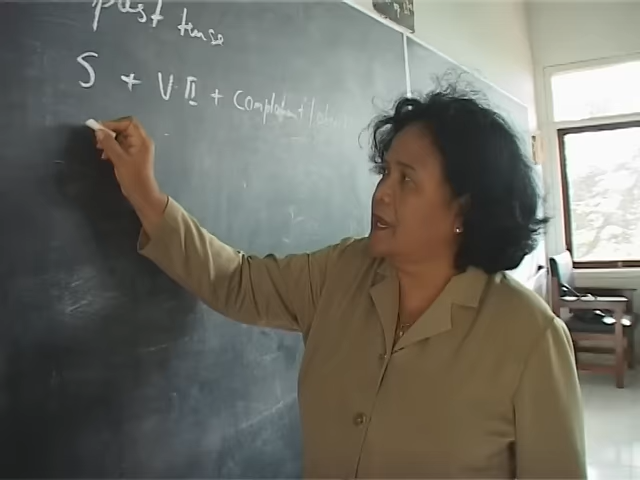 past tense
S + V II + Complement /